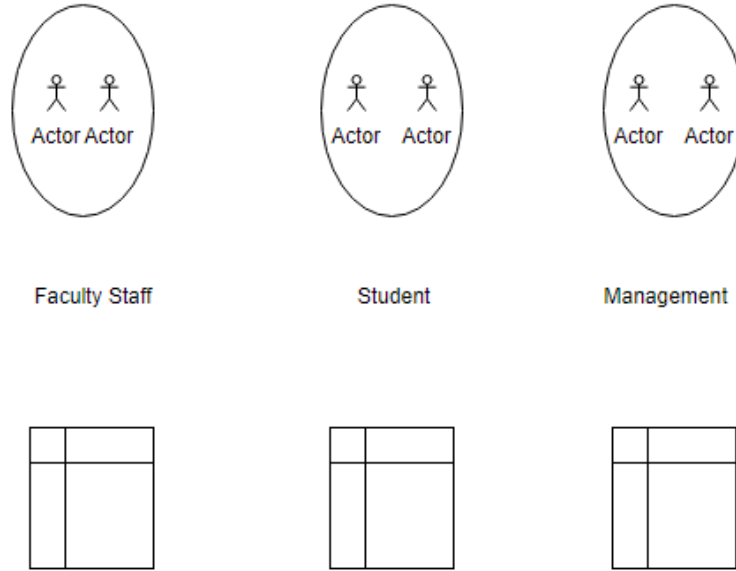 Actor Actor
Actor Actor
Actor Actor
Faculty Staff
Student
Management